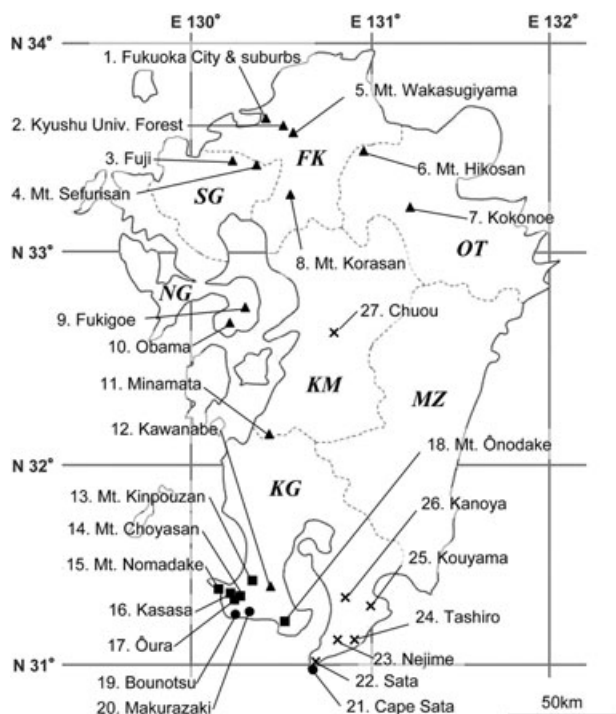 E 130° E 131° E 132°
N 34°
1. Fukuoka City & suburbs
5. Mt. Wakasugiyama
2. Kyushu Univ. Forest
FK
3. Fuji
6. Mt. Hikosan
4. Mt. Sefurisan
SG
7. Kokonoe
OT
N 33°
8. Mt. Korasan
NG
9. Fukigoe
27. Chuou
10. Obama
11. Minamata
KM
MZ
12. Kawanabe
18. Mt. Ônodake
N 32°
13. Mt. Kinpouzan
KG
26. Kanoya
14. Mt. Choyasan
25. Kouyama
15. Mt. Nomadake
16. Kasasa
24. Tashiro
17. Ôura
23. Nejime
N 31°
19. Bounotsu
22. Sata
20. Makurazaki
21. Cape Sata
50km